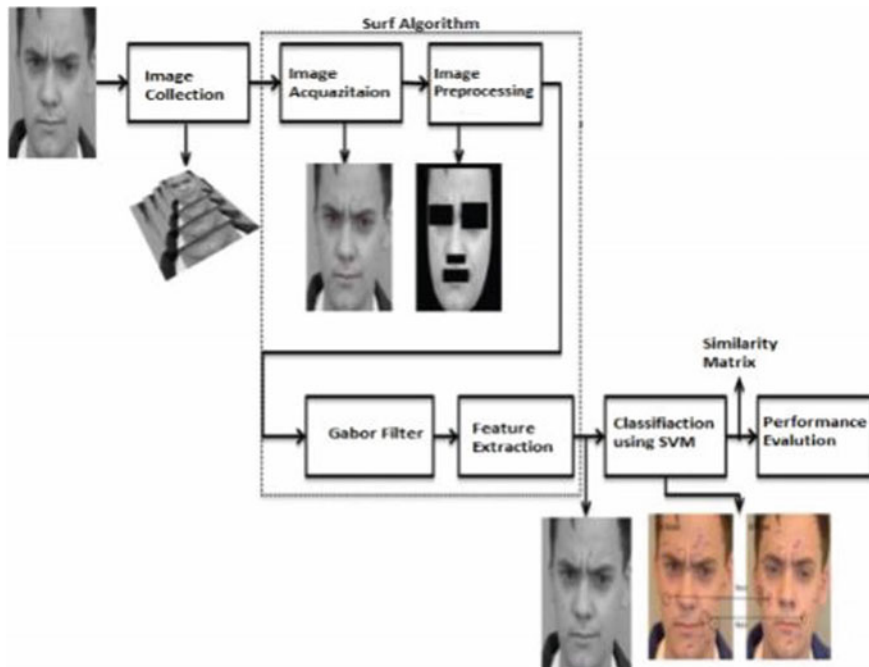 Surf Algorithm
Image
Collection
Image
Acquazitaion
Image
Preprocessing
Similarity
Matrix
Gabor Filter
Feature
Extraction
Classifiaction
using SVM
Performance
Evalution